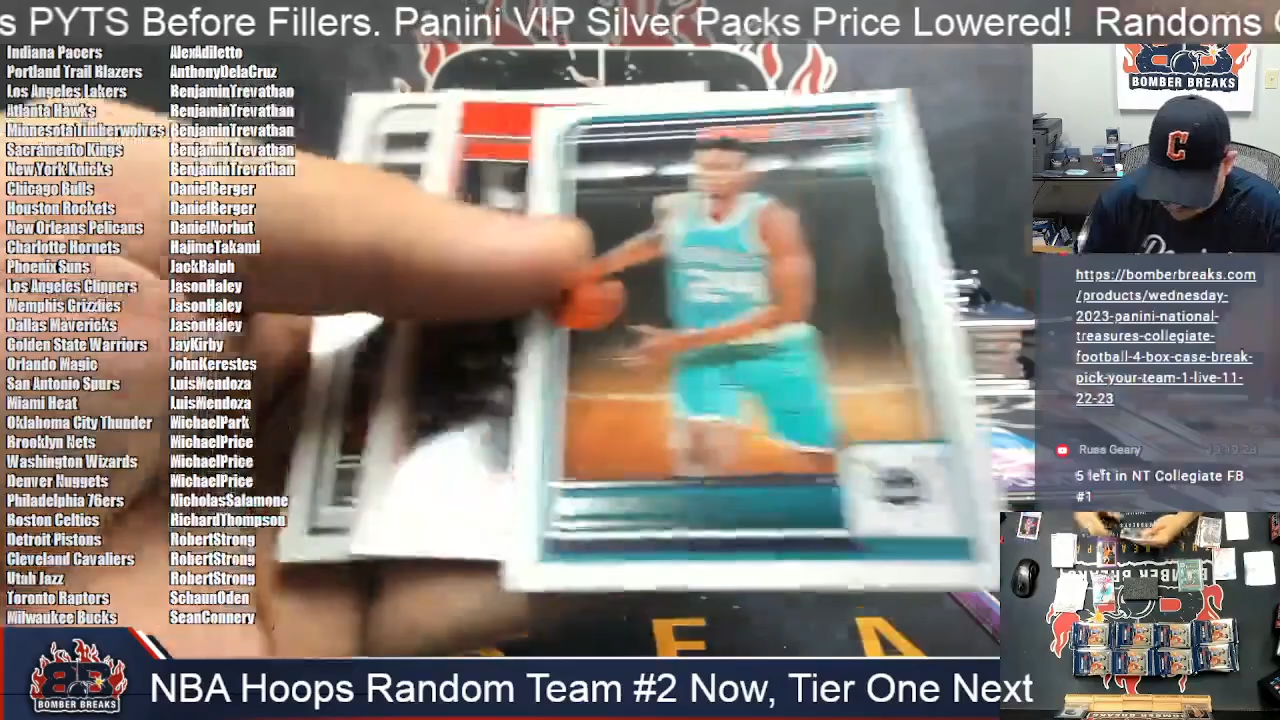 s PYTS Before Fillers. Panini VIP Silver Packs Price Lowered! Randoms
Indiana Pacers AlexAdiletto
Portland Trail Blazers AnthonyDelaCruz
Los Angeles Lakers BenjaminTrevathan
Atlanta Hawks BenjaminTrevathan
Minnesota Timberwolves BenjaminTrevathan
Sacramento Kings BenjaminTrevathan
New York Knicks BenjaminTrevathan
Chicago Bulls DanielBerger
Houston Rockets DanielBerger
New Orleans Pelicans DanielNorbut
Charlotte Hornets HajimeTakami
Phoenix Suns JackRalph
Los Angeles Clippers JasonHaley
Memphis Grizzlies JasonHaley
Dallas Mavericks JasonHaley
Golden State Warriors JayKirby
Orlando Magic JohnKerestes
San Antonio Spurs LuisMendoza
Miami Heat LuisMendoza
Oklahoma City Thunder MichaelPark
Brooklyn Nets MichaelPrice
Washington Wizards MichaelPrice
Denver Nuggets MichaelPrice
Philadelphia 76ers NicholasSalamone
Boston Celtics RichardThompson
Detroit Pistons RobertStrong
Cleveland Cavaliers RobertStrong
Utah Jazz RobertStrong
Toronto Raptors SchaunOden
Milwaukee Bucks SeanConnery
BOMBER BREAKS
C
https://bomberbreaks.com
/products/wednesday-
2023-panini-national-
treasures-collegiate-
football-4-box-case-break-
pick-your-team-1-live-11-
22-23
Russ Geary
5 left in NT Collegiate FB
#1
E A
BOMBER BREAKS
BOMBER BREAKS
NBA Hoops Random Team #2 Now, Tier One Next